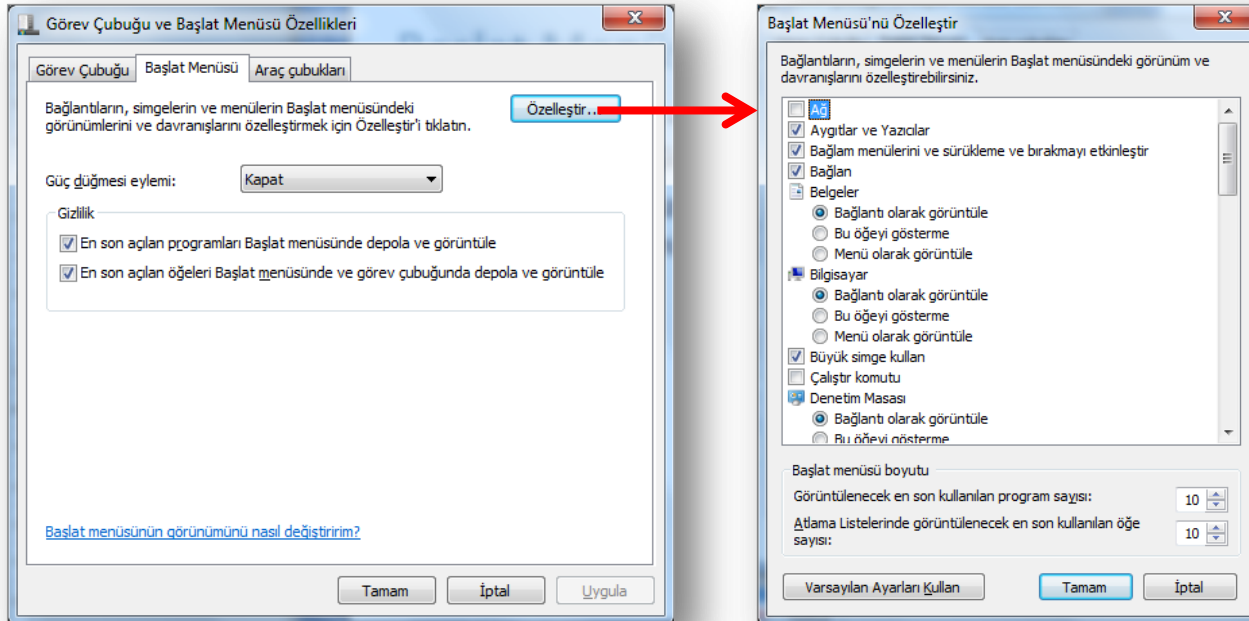 Görev Çubuğu ve Başlat Menüsü Özellikleri
Görev Çubuğu
Başlat Menüsü
Araç çubukları
Bağlantıların, simgelerin ve menülerin Başlat menüsündeki
görünümlerini ve davranışlarını özelleştirmek için Özelleştir'i tıklatın.
Özelleştir...
Güç düğmesi eylemi:
Kapat
Gizlilik
En son açılan programları Başlat menüsünde depola ve görüntüle
En son açılan öğeleri Başlat menüsünde ve görev çubuğunda depola ve görüntüle
Başlat menüsünün görünümünü nasıl değiştiririm?
Tamam
İptal
Uygula
Başlat Menüsü'nü Özelleştir
Bağlantıların, simgelerin ve menülerin Başlat menüsündeki görünüm ve
davranışlarını özelleştirebilirsiniz.
Ağ
Aygıtlar ve Yazıcılar
Bağlam menülerini ve sürükleme ve bırakmayı etkinleştir
Bağlan
Belgeler
Bağlantı olarak görüntüle
Bu öğeyi gösterme
Menü olarak görüntüle
Bilgisayar
Bağlantı olarak görüntüle
Bu öğeyi gösterme
Menü olarak görüntüle
Büyük simge kullan
Çalıştır komutu
Denetim Masası
Bağlantı olarak görüntüle
Bu öğeyi gösterme
Başlat menüsü boyutu
Görüntülenecek en son kullanılan program sayısı:
10
Atlama Listelerinde görüntülenecek en son kullanılan öğe
sayısı:
10
Varsayılan Ayarları Kullan
Tamam
İptal